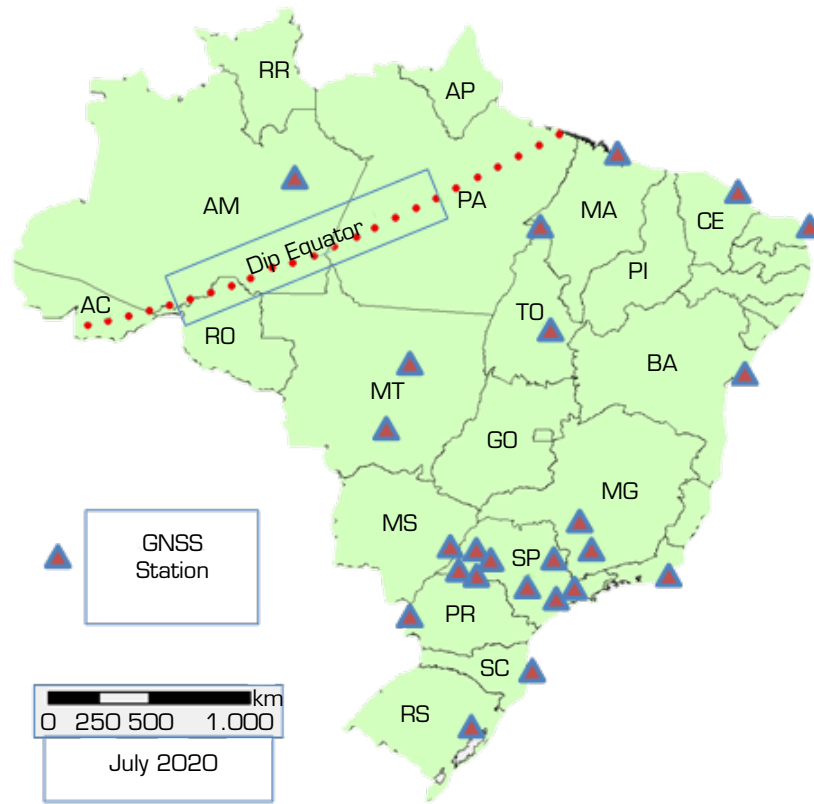 RR
AP
AM
PA
Dip Equator
MA
CE
PI
AC
RO
TO
BA
MT
GO
MG
MS
SP
GNSS
Station
PR
SC
RS
km
0 250 500 1.000
July 2020